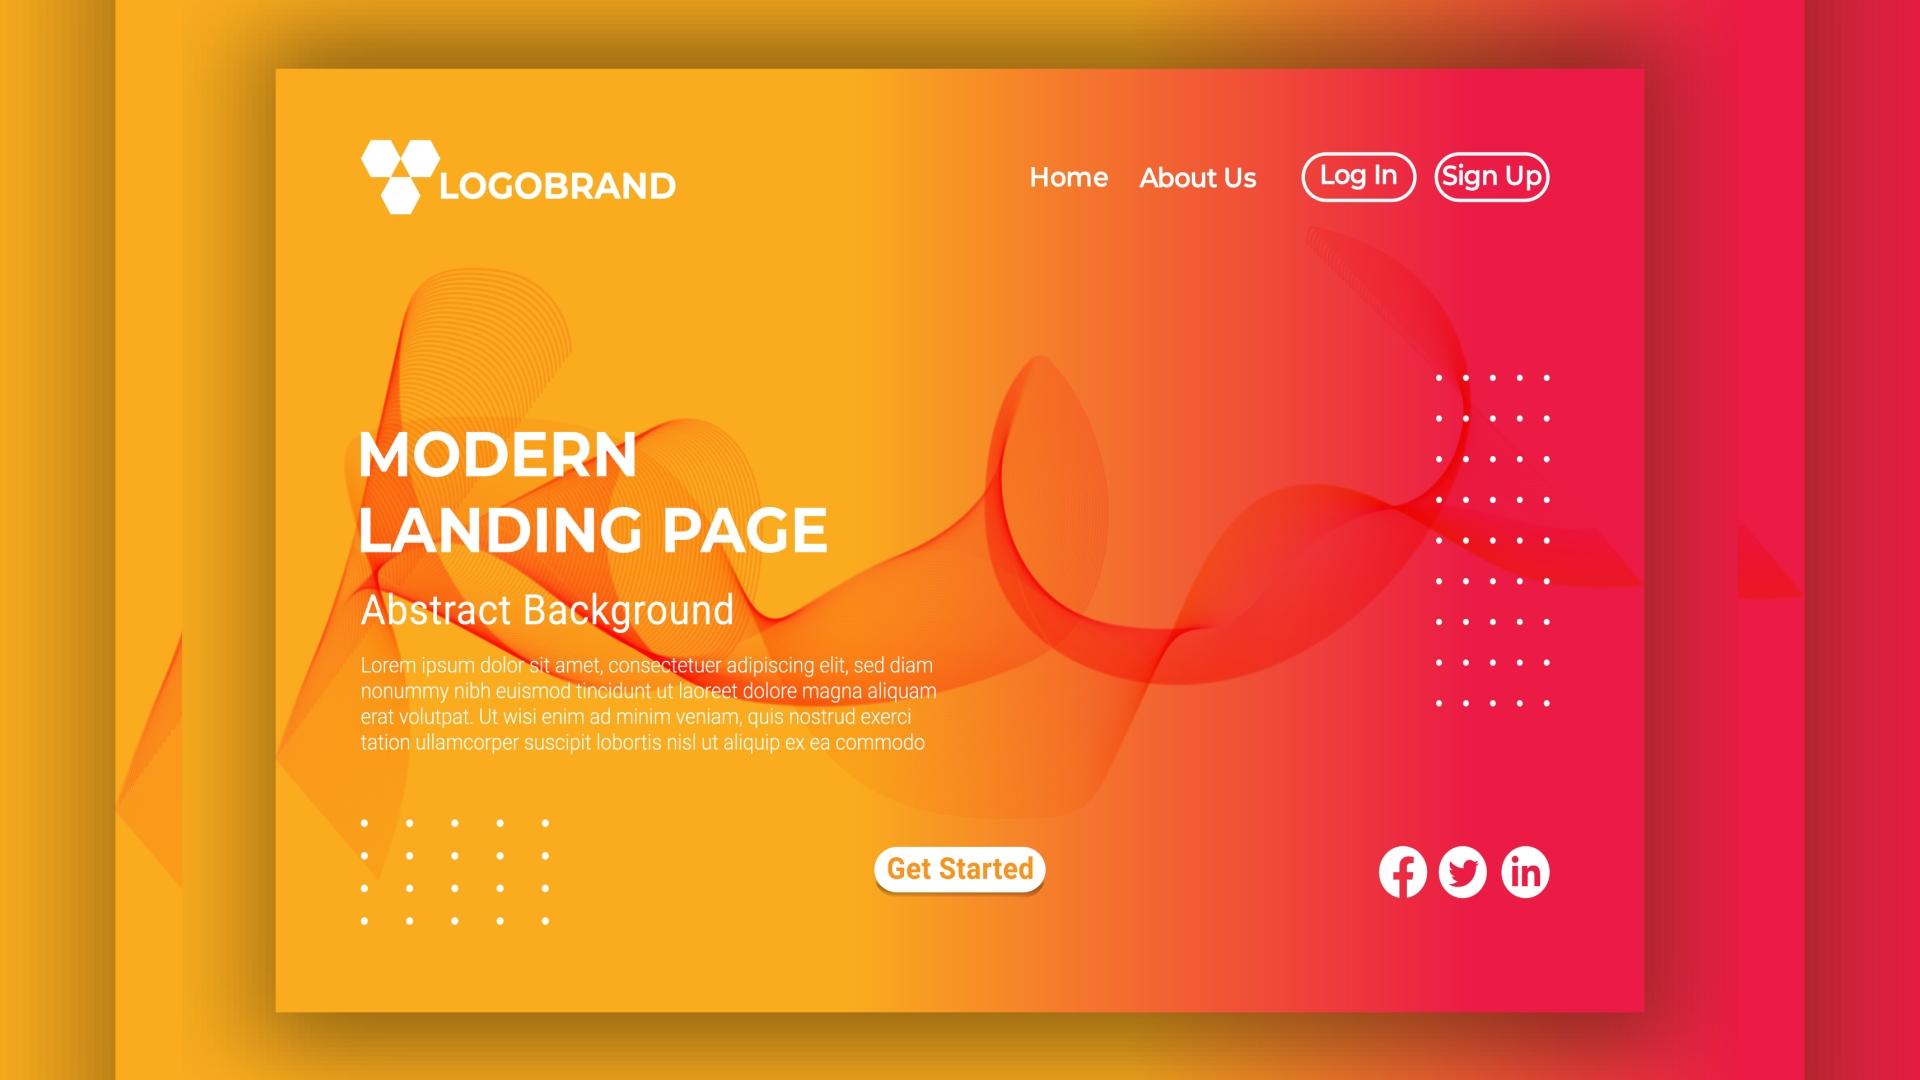 LOGOBRAND
Home About Us Log In Sign Up
MODERN
LANDING PAGE
Abstract Background
Lorem ipsum dolor sit amet, consectetuer adipiscing elit, sed diam
nonummy nibh euismod tincidunt ut laoreet dolore magna aliquam
erat volutpat. Ut wisi enim ad minim veniam, quis nostrud exerci
tation ullamcorper suscipit lobortis nisl ut aliquip ex ea commodo
Get Started
f in